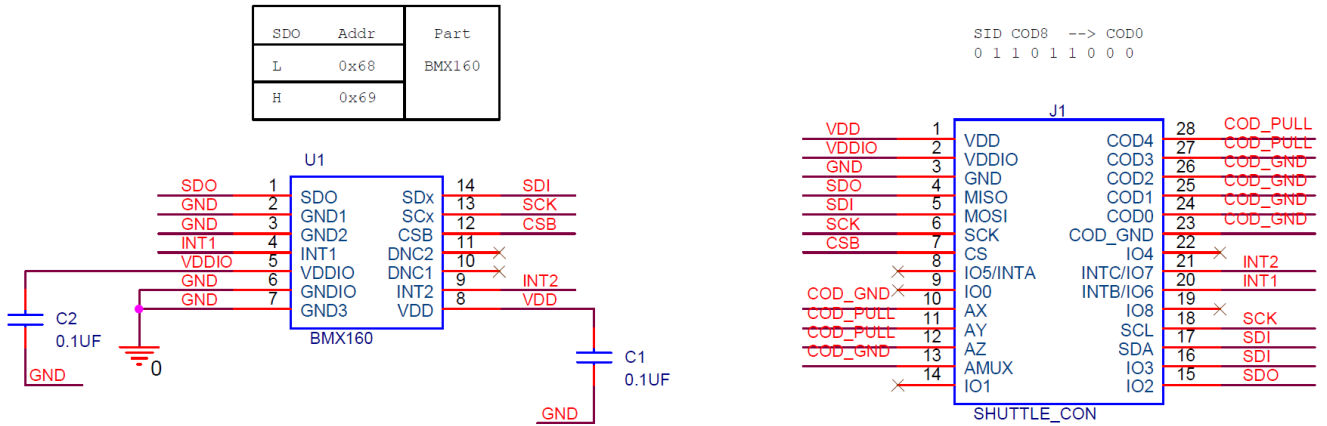 SDO Addr Part
L 0x68 BMX160
H 0x69
SID COD8 --> COD0
0 1 1 0 1 1 0 0 0
U1
SDO 1 SDO SDx 14 SDI
GND 2 GND1 SCx 13 SCK
GND 3 GND2 CSB 12 CSB
INT1 4 INT1 DNC2 11
VDDIO 5 VDDIO DNC1 10
GND 6 GNDIO INT2 9 INT2
GND 7 GND3 VDD 8 VDD
BMX160
C2
0.1UF
GND
0
C1
0.1UF
GND
J1
VDD 1 VDD COD4 28 COD_PULL
VDDIO 2 VDDIO COD3 27 COD_PULL
GND 3 GND COD2 26 COD_GND
SDO 4 MISO COD1 25 COD_GND
SDI 5 MOSI COD0 24 COD_GND
SCK 6 SCK COD_GND 23 COD_GND
CSB 7 CS IO4 22
8 IO5/INTA INTC/IO7 21 INT2
9 IO0 INTB/IO6 20 INT1
COD_GND 10 AX IO8 19
COD_PULL 11 AY SCL 18 SCK
COD_PULL 12 AZ SDA 17 SDI
COD_GND 13 AMUX IO3 16 SDI
14 IO1 IO2 15 SDO
SHUTTLE_CON